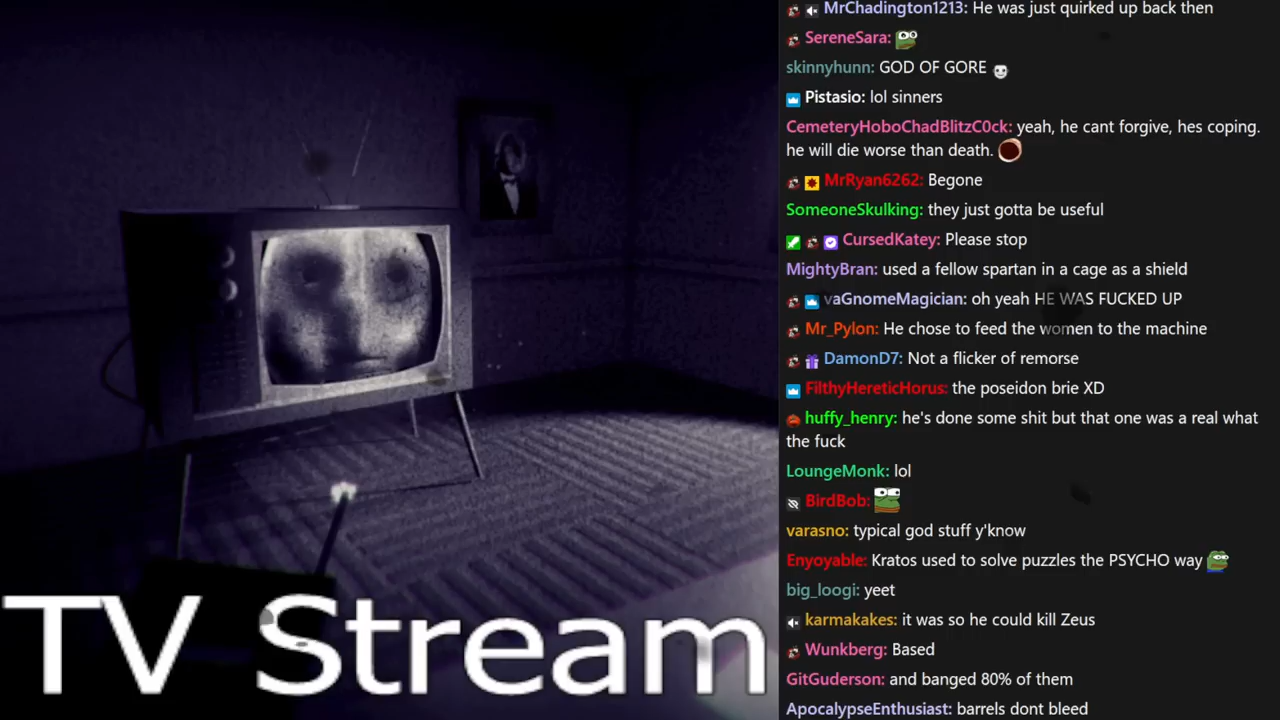 TV Stream
MrChadington1213: He was just quirked up back then
SereneSara:
skinnyhunn: GOD OF GORE
Pistasio: lol sinners
CemeteryHoboChadBlitzC0ck: yeah, he cant forgive, hes coping.
he will die worse than death.
MrRyan6262: Begone
SomeoneSkulking: they just gotta be useful
CursedKatey: Please stop
MightyBran: used a fellow spartan in a cage as a shield
vaGnomeMagician: oh yeah HE WAS FUCKED UP
Mr_Pylon: He chose to feed the women to the machine
DamonD7: Not a flicker of remorse
FilthyHereticHorus: the poseidon brie XD
huffy_henry: he's done some shit but that one was a real what
the fuck
LoungeMonk: lol
BirdBob:
varasno: typical god stuff y'know
Enyoyable: Kratos used to solve puzzles the PSYCHO way
big_loogi: yeet
karmakakes: it was so he could kill Zeus
Wunkberg: Based
GitGuderson: and banged 80% of them
ApocalypseEnthusiast: barrels dont bleed